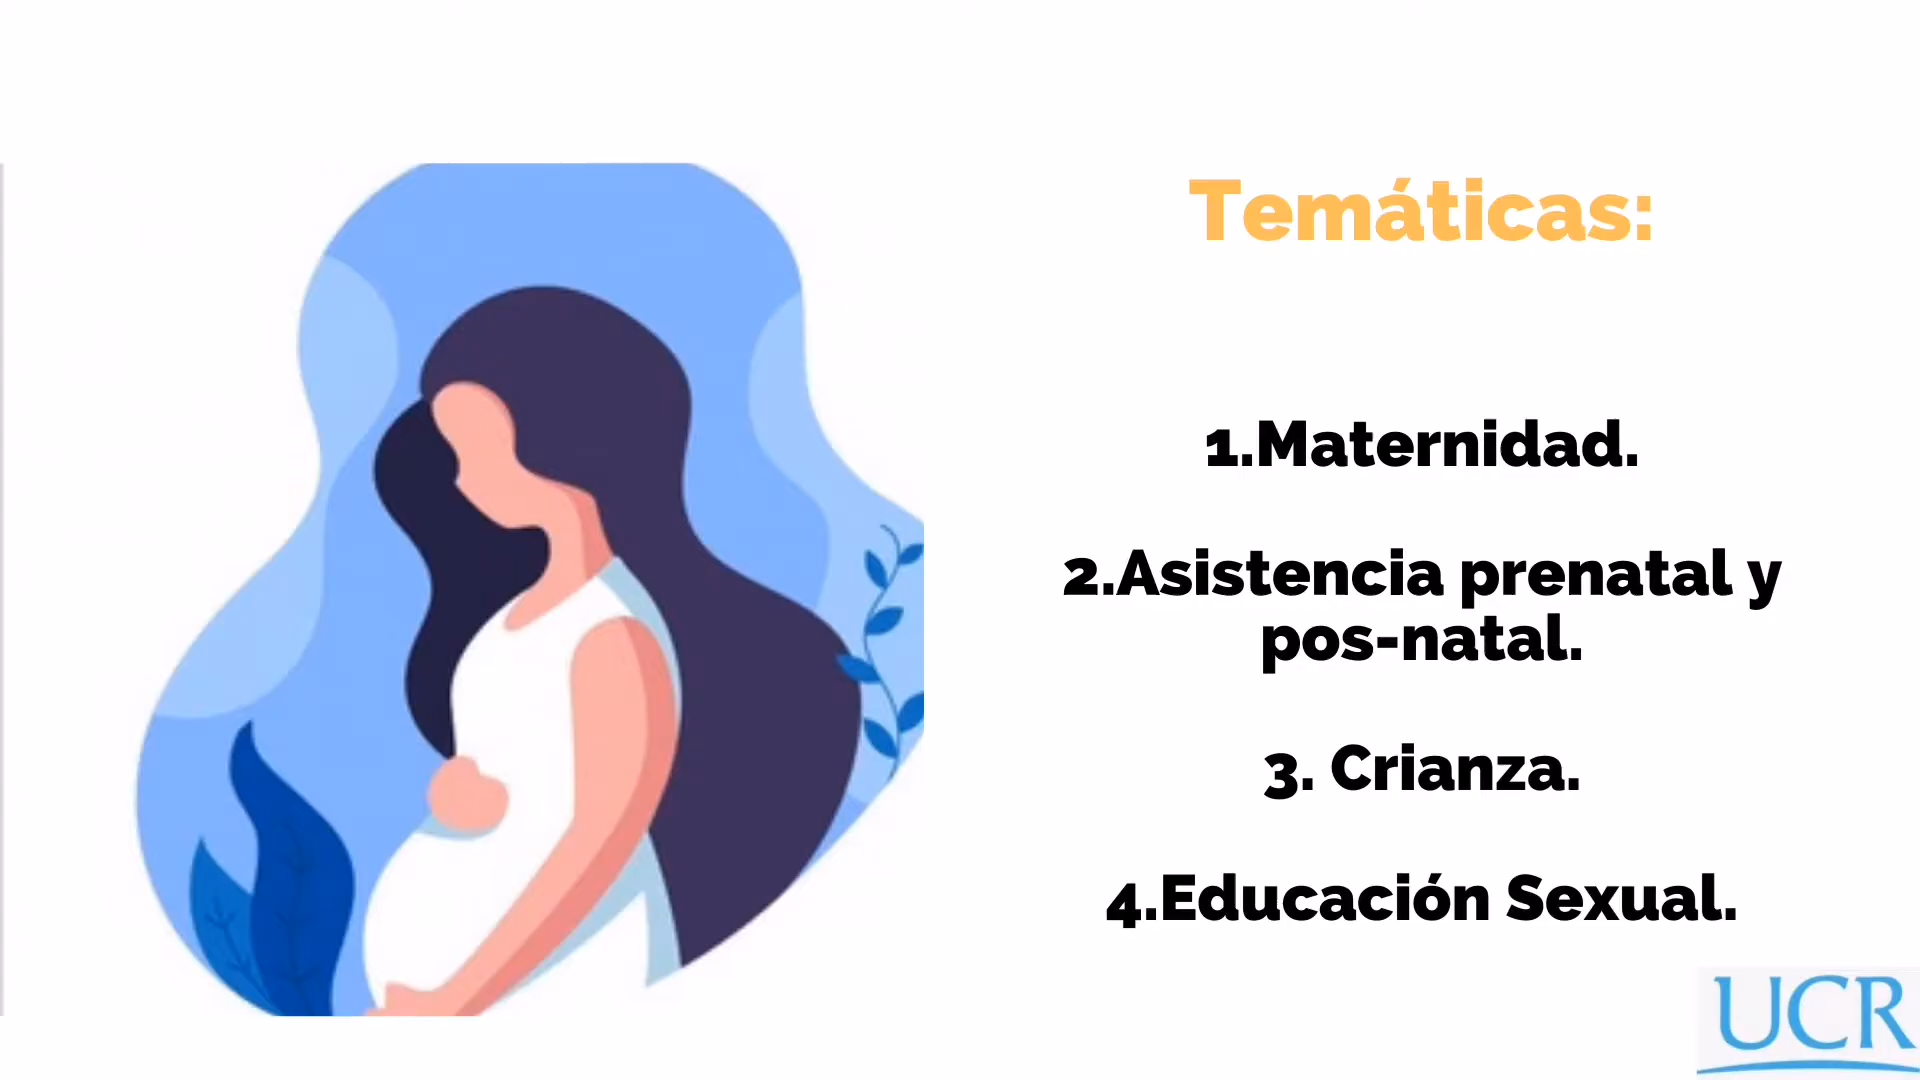 Temáticas:
1.Maternidad.
2.Asistencia prenatal y
pos-natal.
3. Crianza.
4.Educación Sexual.
UCR